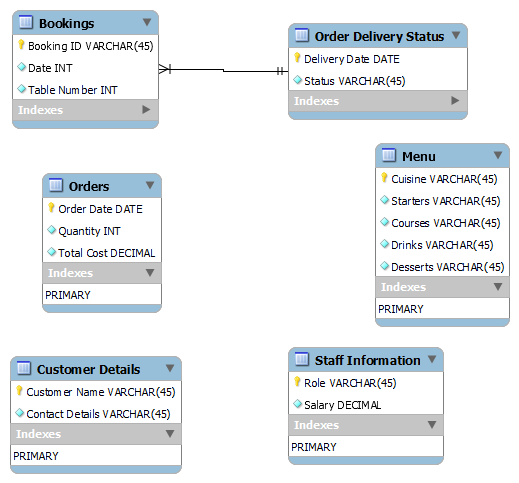 Bookings
Booking ID VARCHAR(45)
Date INT
Table Number INT
Indexes
Order Delivery Status
Delivery Date DATE
Status VARCHAR(45)
Indexes
Menu
Cuisine VARCHAR(45)
Starters VARCHAR(45)
Courses VARCHAR(45)
Drinks VARCHAR(45)
Desserts VARCHAR(45)
Indexes
PRIMARY
Orders
Order Date DATE
Quantity INT
Total Cost DECIMAL
Indexes
PRIMARY
Customer Details
Customer Name VARCHAR(45)
Contact Details VARCHAR(45)
Indexes
PRIMARY
Staff Information
Role VARCHAR(45)
Salary DECIMAL
Indexes
PRIMARY